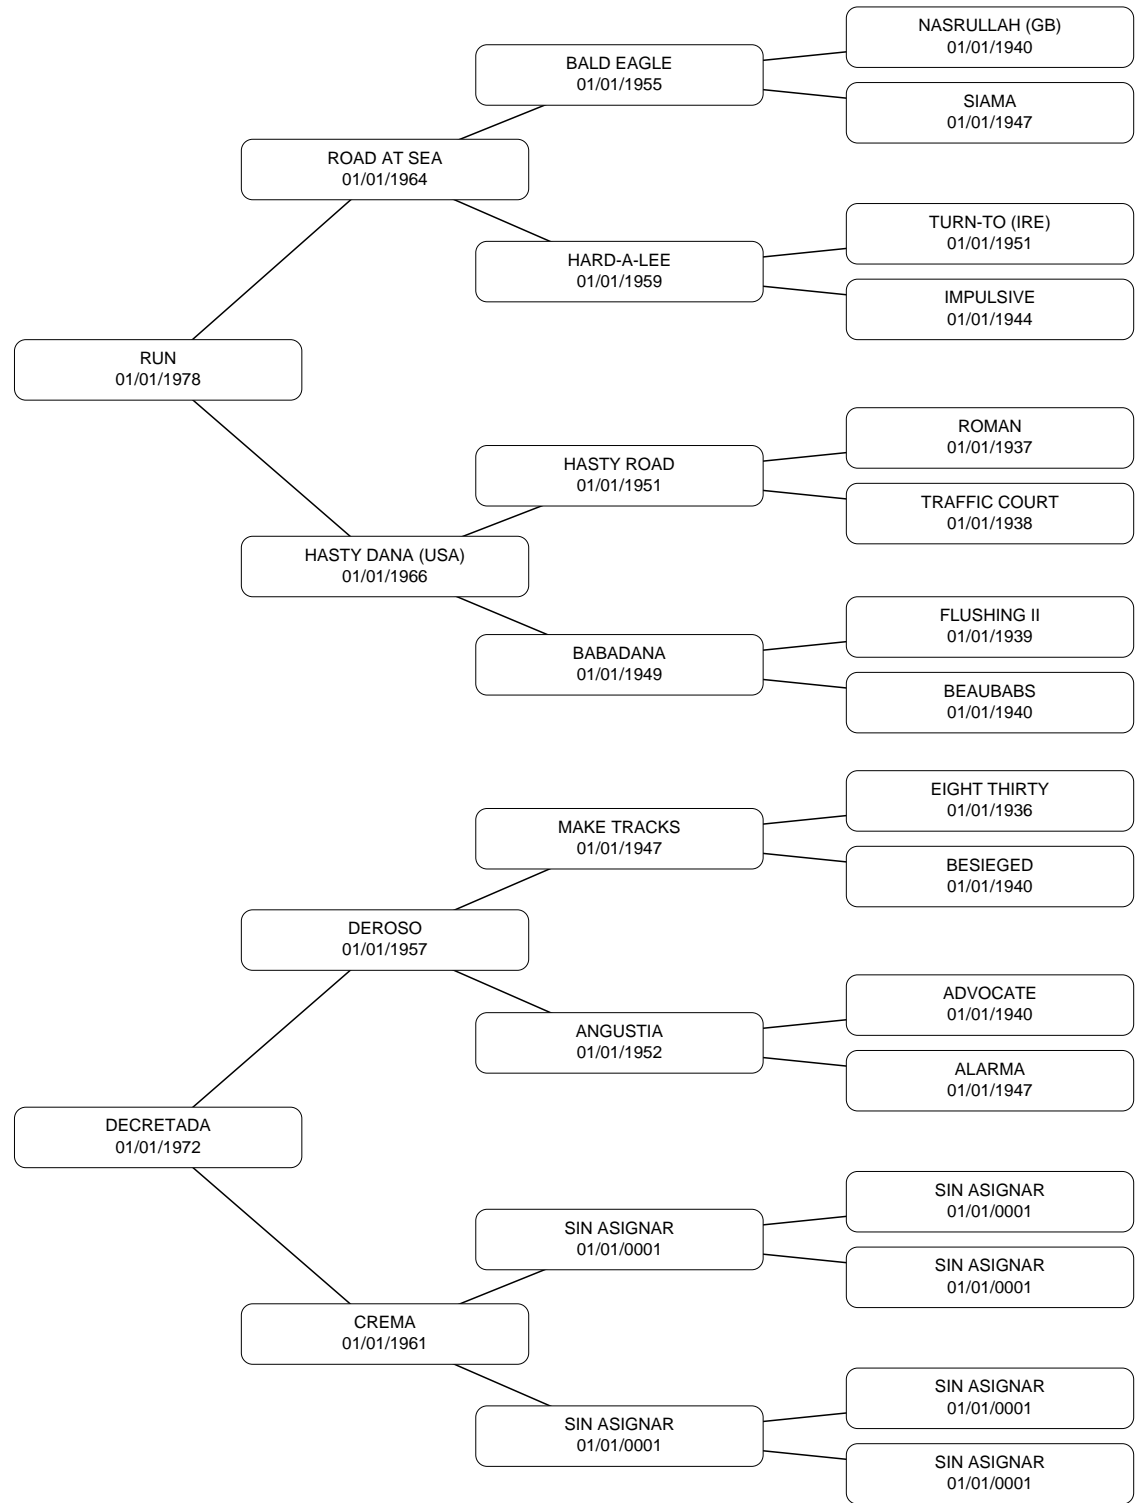 NASRULLAH (GB)
01/01/1940
BALD EAGLE
01/01/1955
SIAMA
01/01/1947
ROAD AT SEA
01/01/1964
TURN-TO (IRE)
01/01/1951
HARD-A-LEE
01/01/1959
IMPULSIVE
01/01/1944
RUN
01/01/1978
ROMAN
01/01/1937
HASTY ROAD
01/01/1951
TRAFFIC COURT
01/01/1938
HASTY DANA (USA)
01/01/1966
FLUSHING II
01/01/1939
BABADANA
01/01/1949
BEAUBABS
01/01/1940
EIGHT THIRTY
01/01/1936
MAKE TRACKS
01/01/1947
BESIEGED
01/01/1940
DEROSO
01/01/1957
ADVOCATE
01/01/1940
ANGUSTIA
01/01/1952
ALARMA
01/01/1947
DECRETADA
01/01/1972
SIN ASIGNAR
01/01/0001
SIN ASIGNAR
01/01/0001
SIN ASIGNAR
01/01/0001
CREMA
01/01/1961
SIN ASIGNAR
01/01/0001
SIN ASIGNAR
01/01/0001
SIN ASIGNAR
01/01/0001